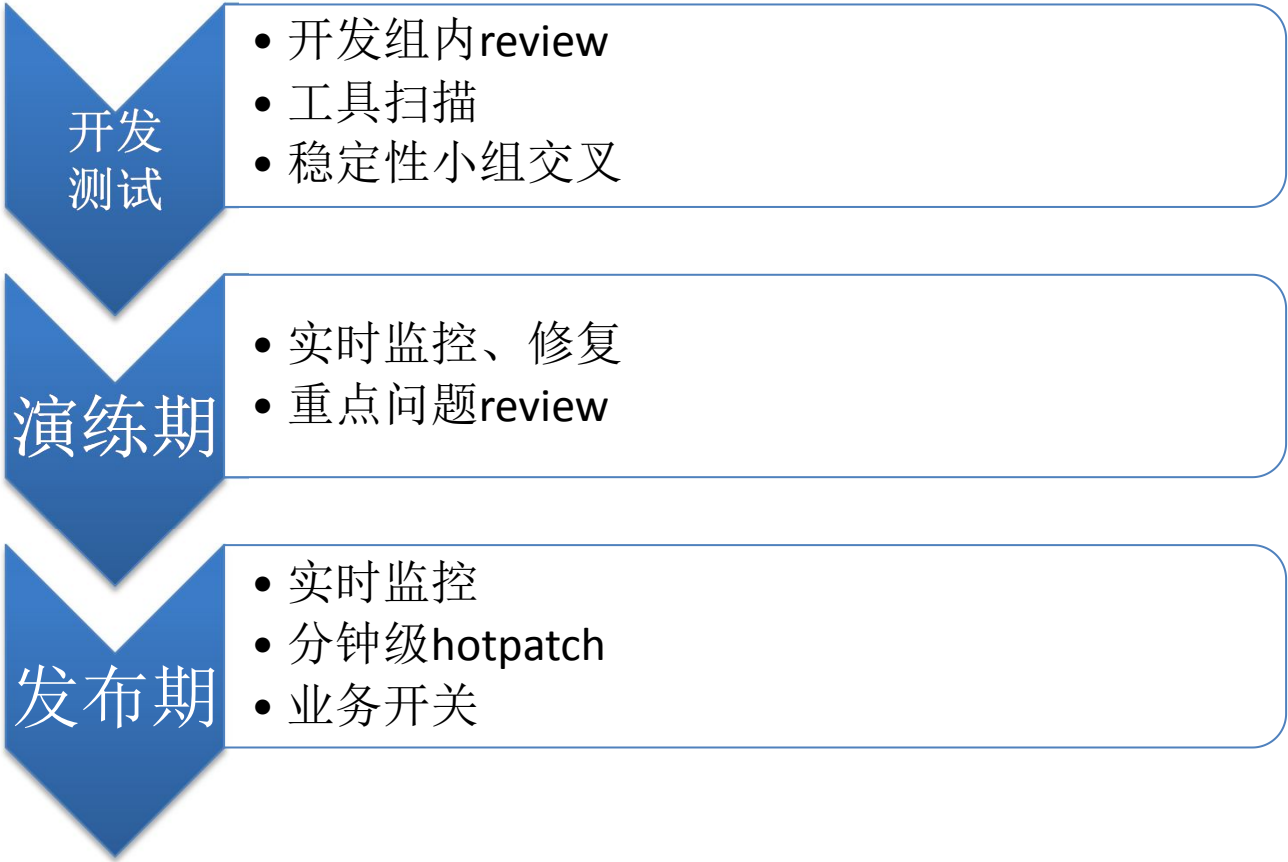 开发
测试
• 开发组内review
• 工具扫描
• 稳定性小组交叉
演练期
• 实时监控、修复
• 重点问题review
发布期
• 实时监控
• 分钟级hotpatch
• 业务开关